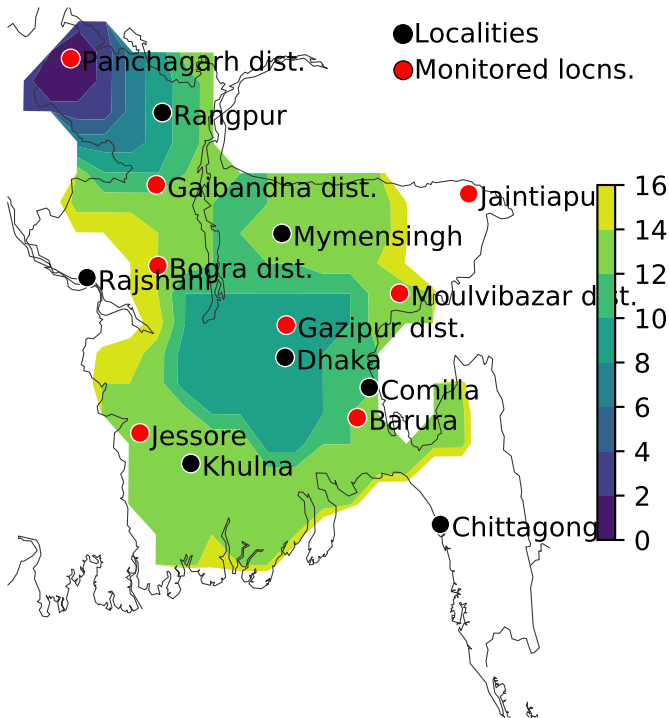 Localities
Monitored locns.
Panchagarh dist.
Rangpur
Gaibandha dist.
Jaintiapu
Mymensingh
Bogra dist.
Rajshahi
Moulvibazar dist.
Gazipur dist.
Dhaka
Comilla
Barura
Jessore
Khulna
Chittagong
16
14
12
10
8
6
4
2
0